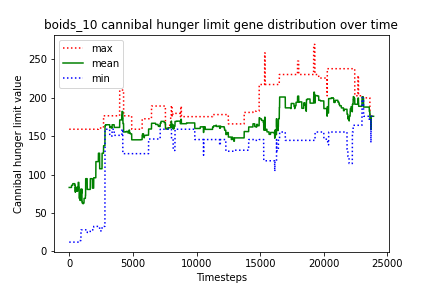 boids_10 cannibal hunger limit gene distribution over time
max
mean
min
Cannibal hunger limit value
250
200
150
100
50
0
0 5000 10000 15000 20000 25000
Timesteps